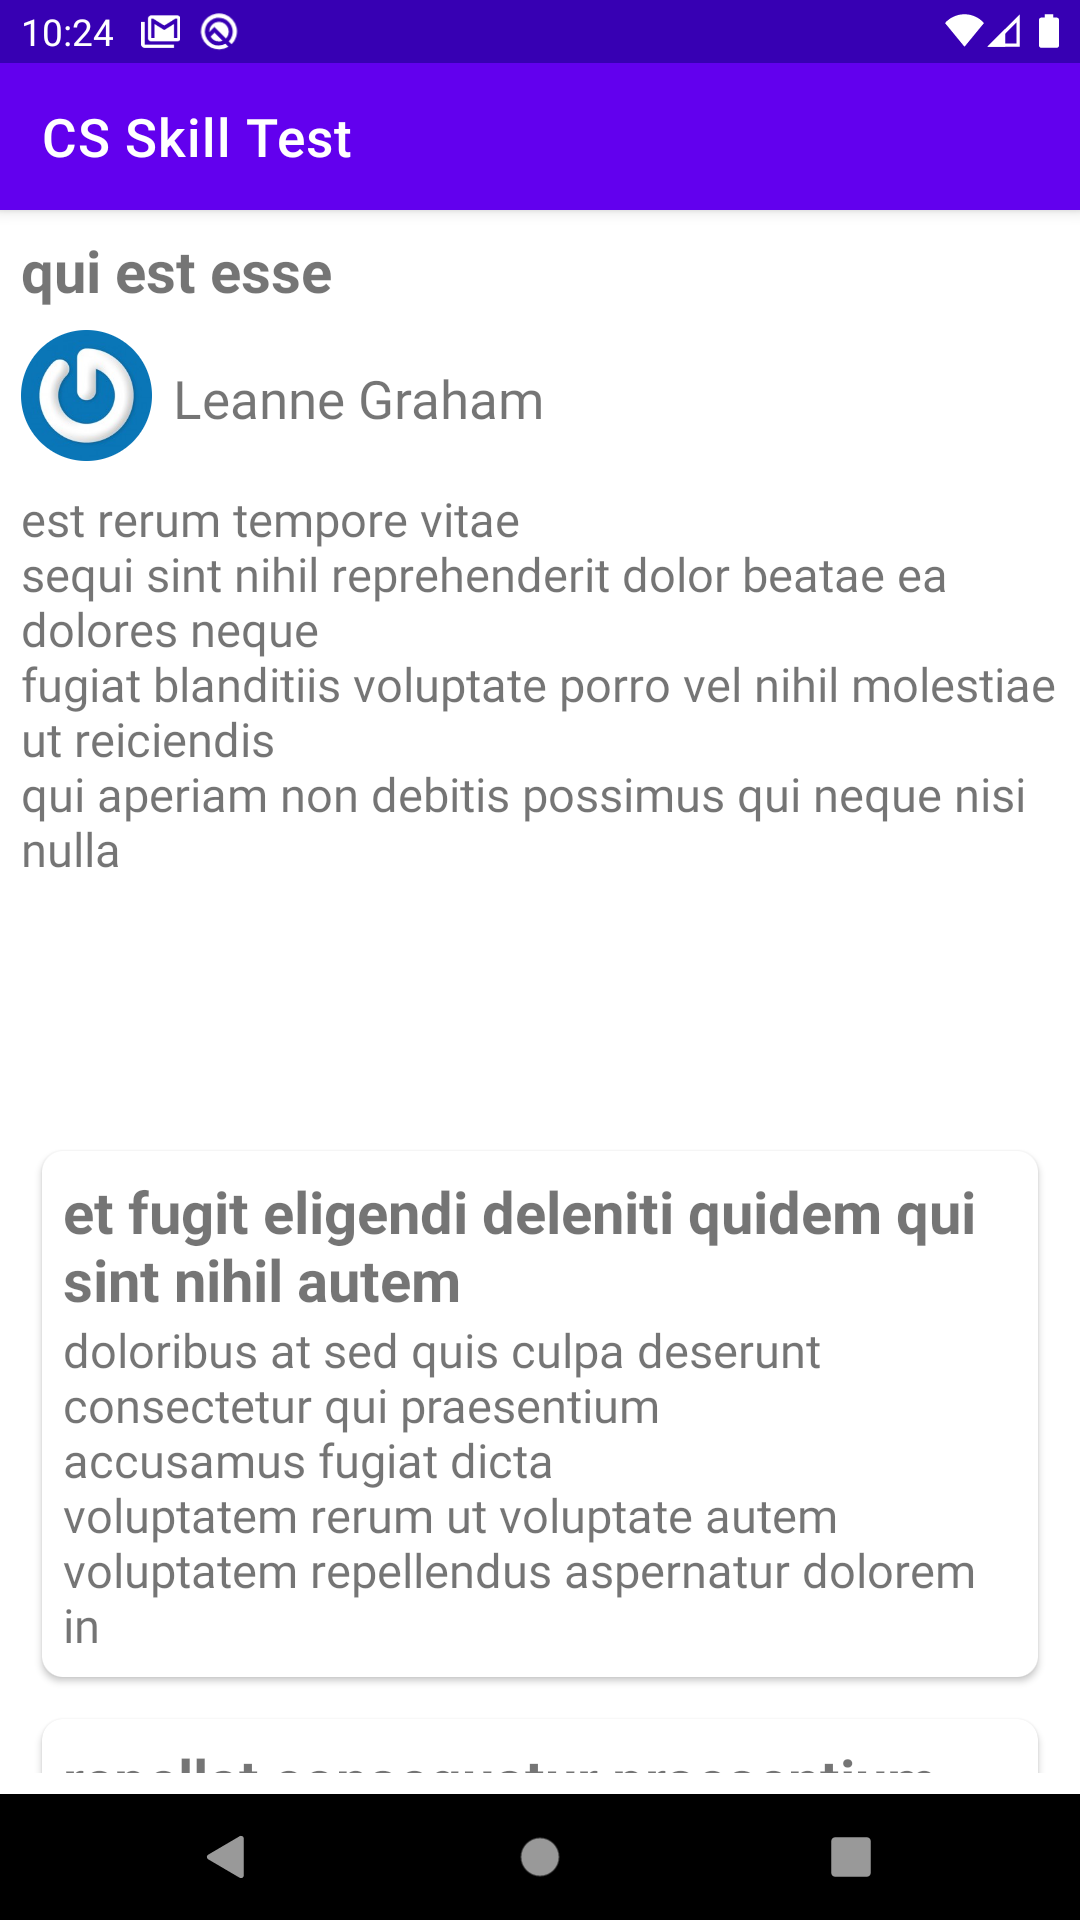 10:24
CS Skill Test
qui est esse
Leanne Graham
est rerum tempore vitae
sequi sint nihil reprehenderit dolor beatae ea
dolores neque
fugiat blanditiis voluptate porro vel nihil molestiae
ut reiciendis
qui aperiam non debitis possimus qui neque nisi
nulla
et fugit eligendi deleniti quidem qui
sint nihil autem
doloribus at sed quis culpa deserunt
consectetur qui praesentium
accusamus fugiat dicta
voluptatem rerum ut voluptate autem
voluptatem repellendus aspernatur dolorem
in
repellat consequatur praesentium